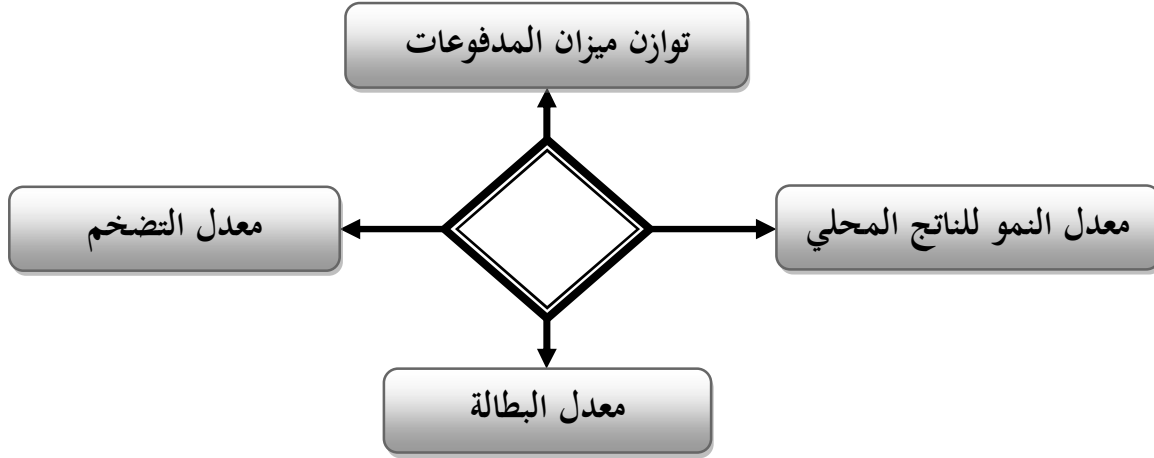 توازن ميزان المدفوعات
معدل النمو للناتج المحلي
معدل التضخم
معدل البطالة